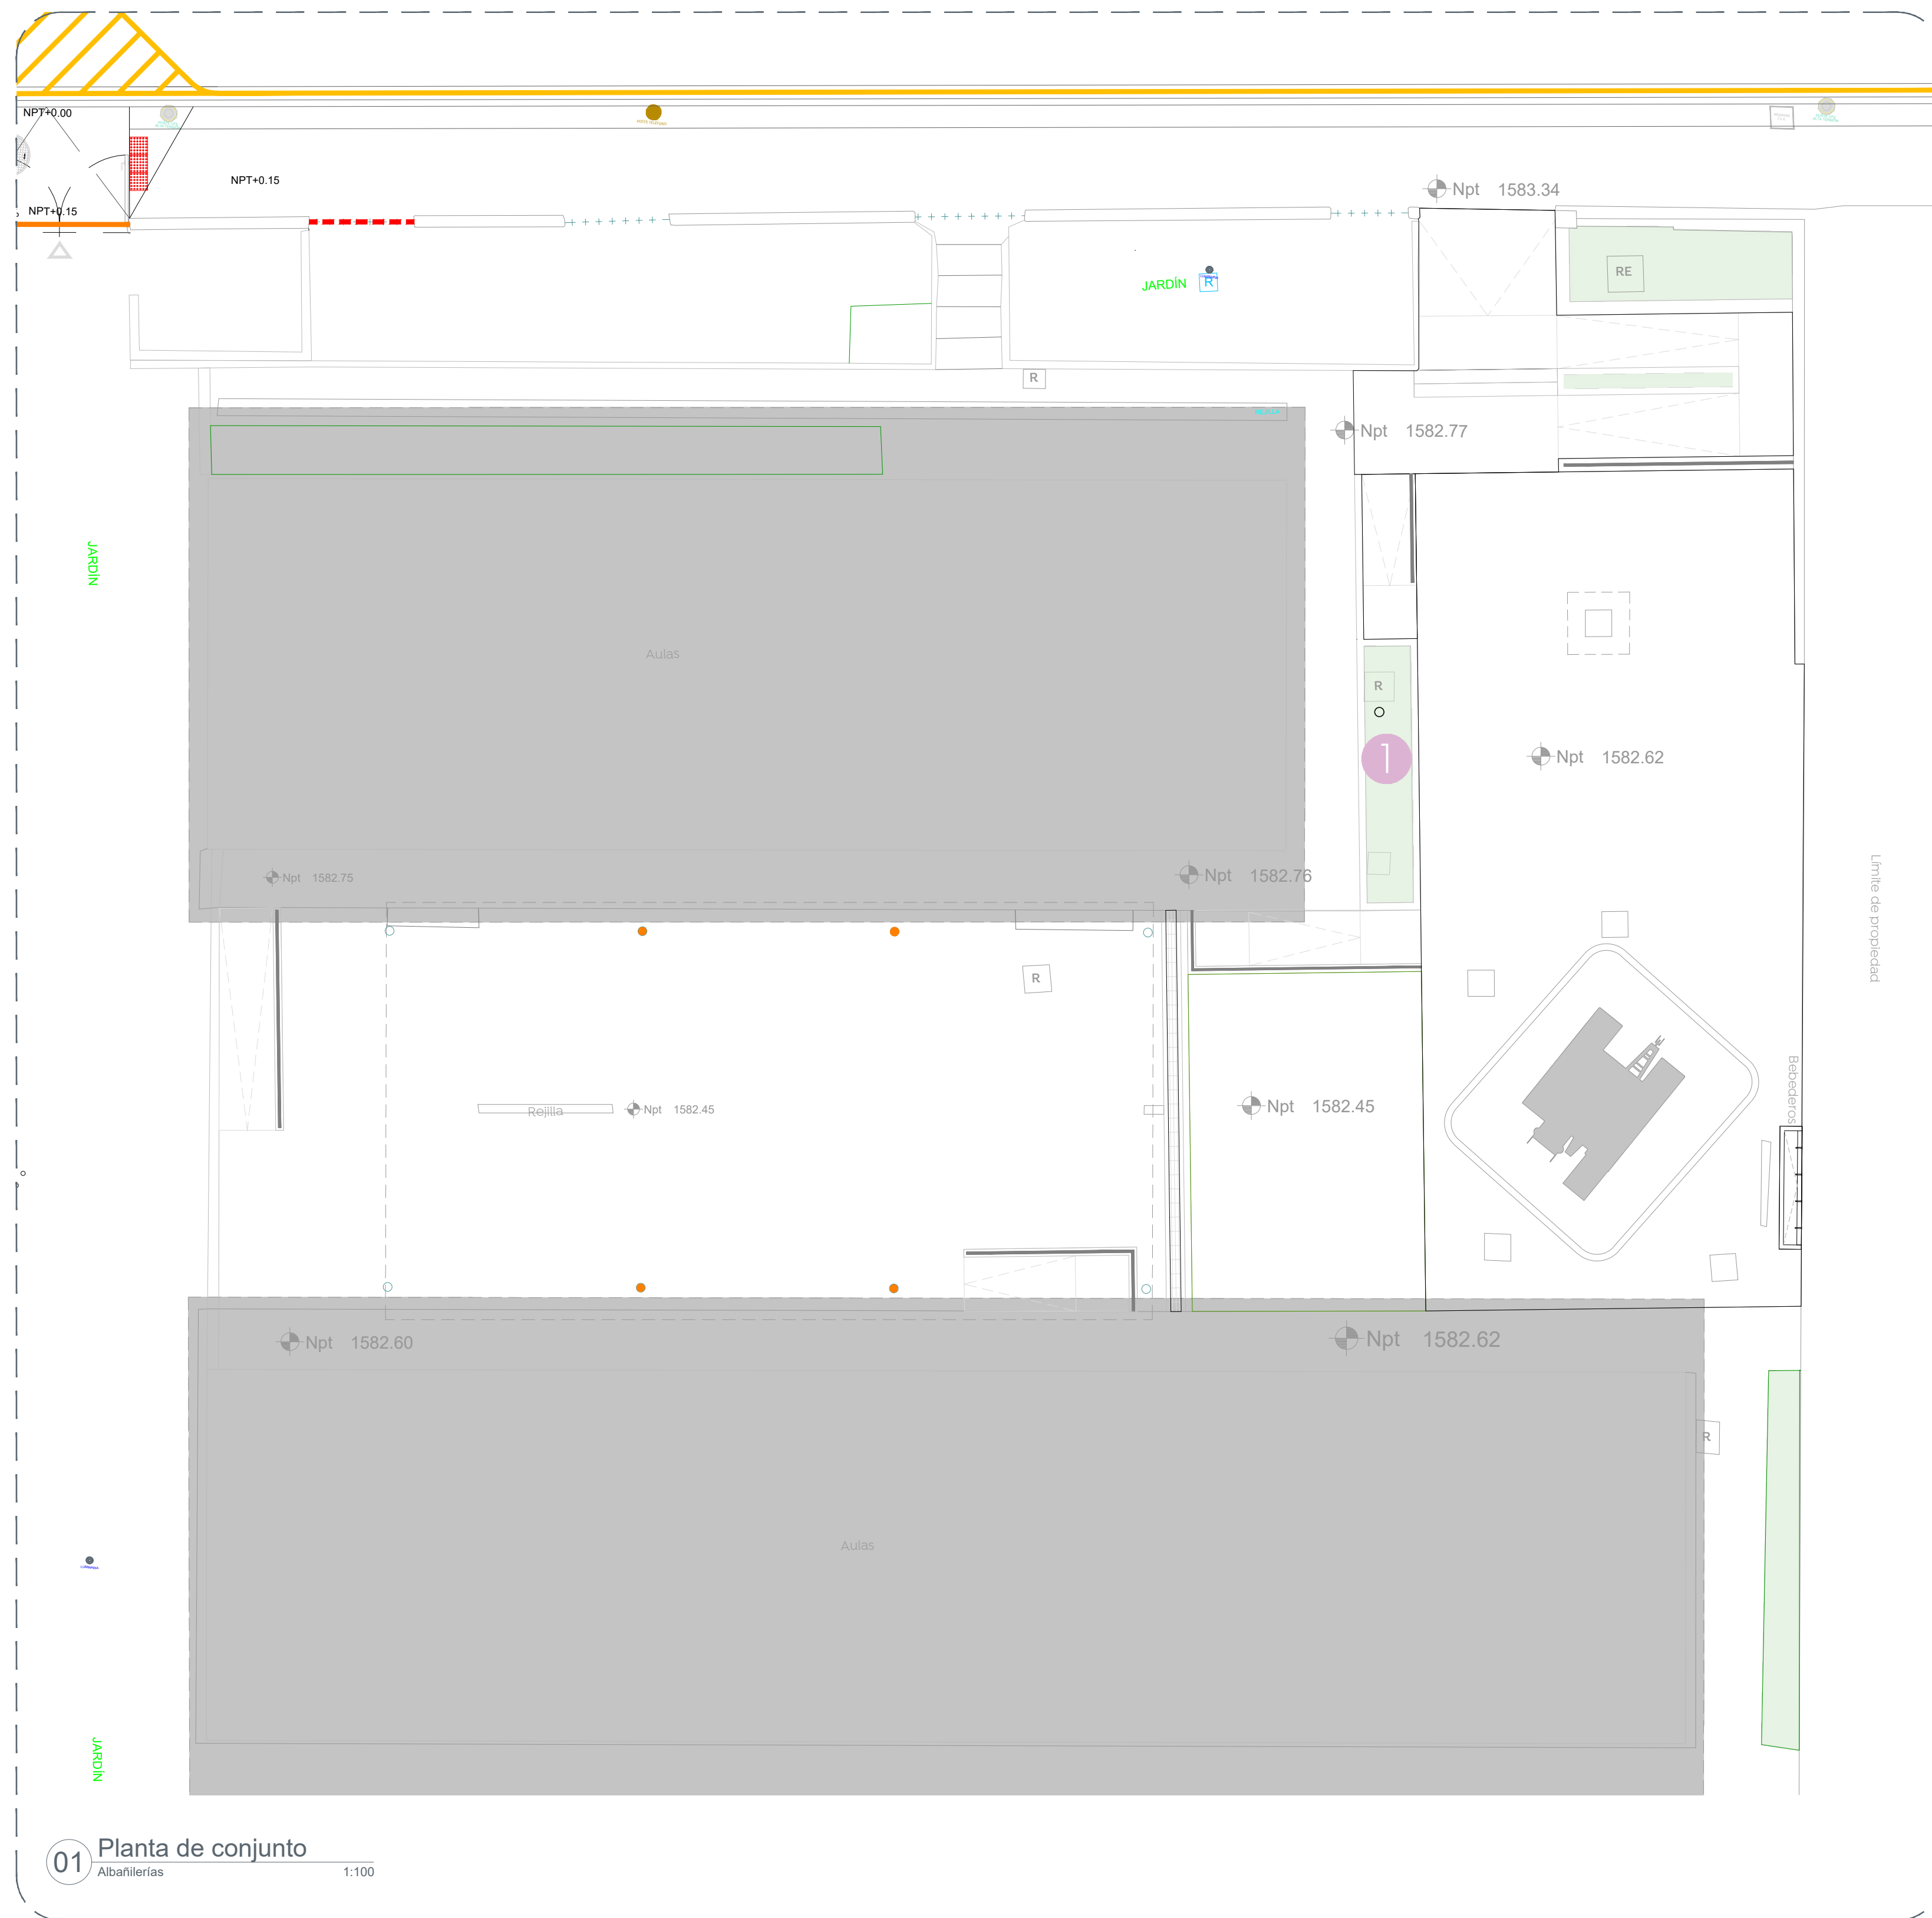 NPT+0.00
NPT+0.15
NPT+0.15
Npt 1583.34
RE
JARDÍN
R
R
REJILLA
Npt 1582.77
JARDÍN
Aulas
R
1
Npt 1582.62
Npt 1582.75
Npt 1582.76
Límite de propiedad
R
Bebederos
Rejilla
Npt 1582.45
Npt 1582.45
Npt 1582.60
Npt 1582.62
R
Aulas
JARDÍN
01
Planta de conjunto
Albañilerías 1:100